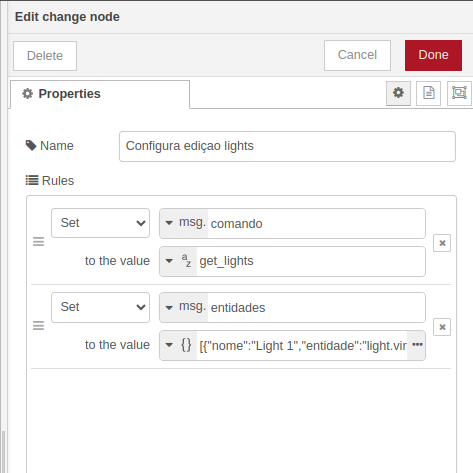 Edit change node
Delete
Cancel
Done
Properties
Name
Configura ediçao lights
Rules
Set
msg. comando
to the value
az get_lights
Set
msg. entidades
to the value
{} [{"nome":"Light 1","entidade":"light.vir